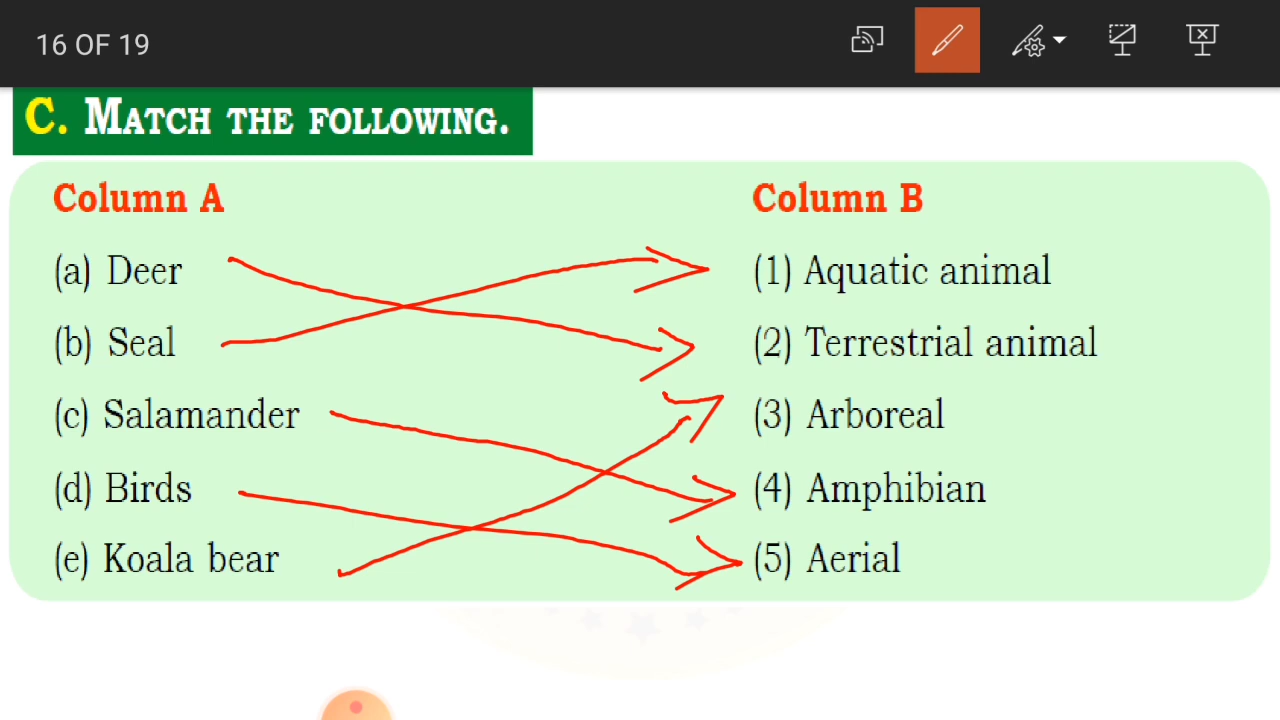 16 OF 19
C. MATCH THE FOLLOWING.
Column A Column B
(a) Deer (1) Aquatic animal
(b) Seal (2) Terrestrial animal
(c) Salamander (3) Arboreal
(d) Birds (4) Amphibian
(e) Koala bear (5) Aerial